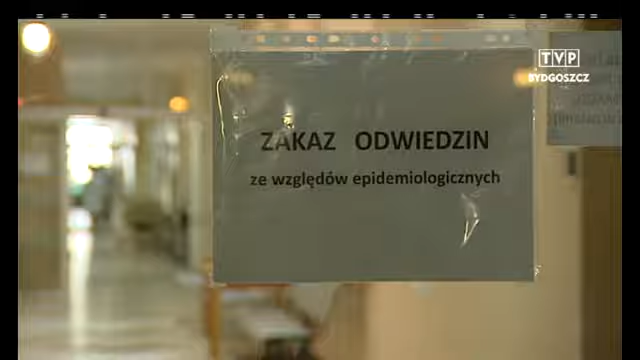 TVP
BYDGOSZCZ
ZAKAZ ODWIEDZIN
ze względów epidemiologicznych